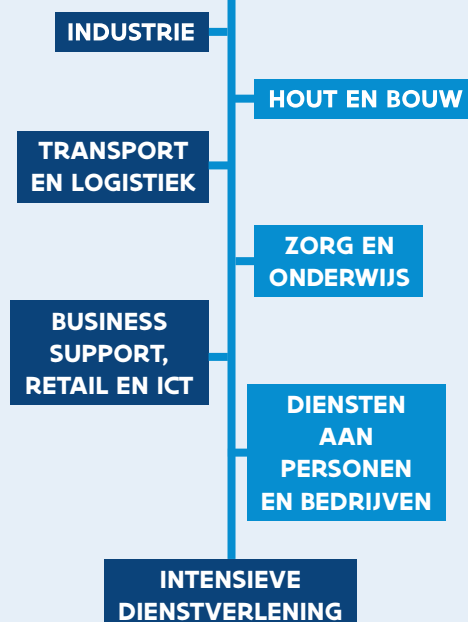 INDUSTRIE
HOUT EN BOUW
TRANSPORT
EN LOGISTIEK
ZORG EN
ONDERWIJS
BUSINESS
SUPPORT,
RETAIL EN ICT
DIENSTEN
AAN
PERSONEN
EN BEDRIJVEN
INTENSIEVE
DIENSTVERLENING